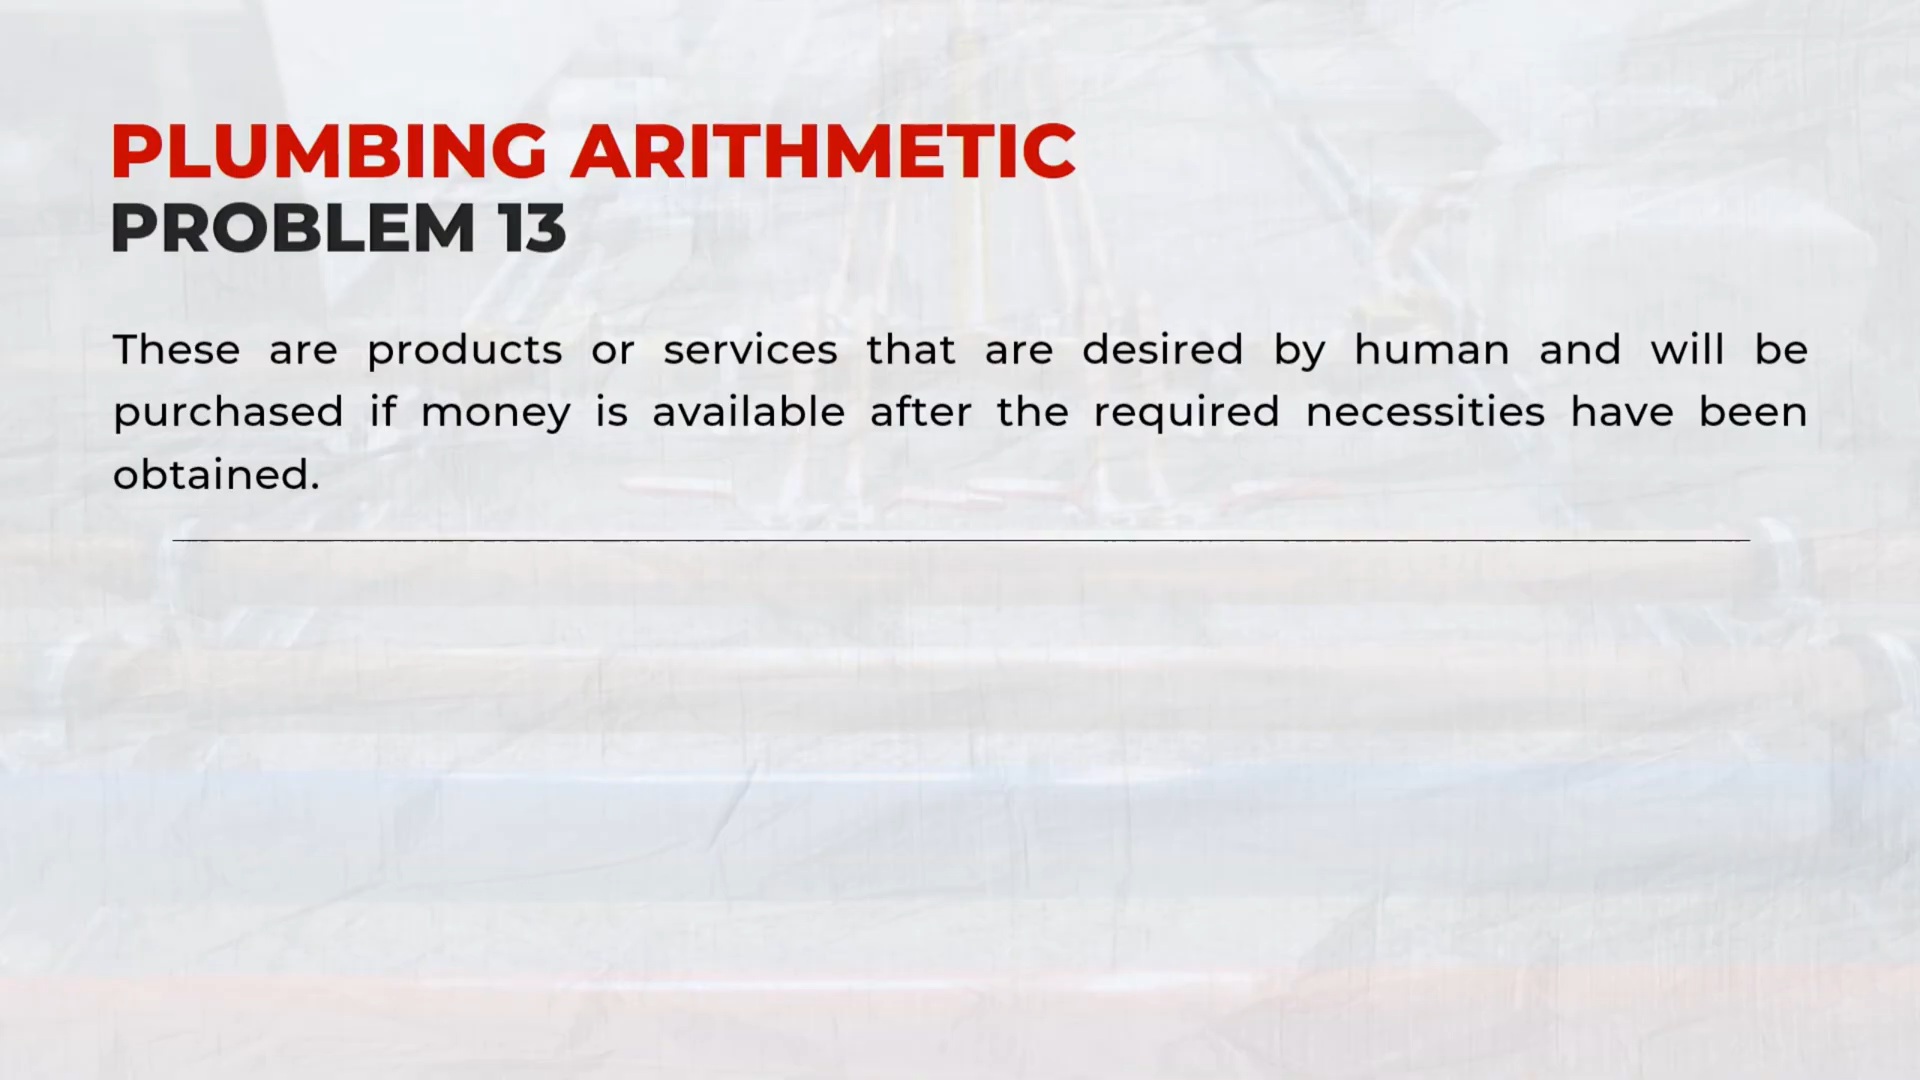 PLUMBING ARITHMETIC
PROBLEM 13
These are products or services that are desired by human and will be
purchased if money is available after the required necessities have been
obtained.